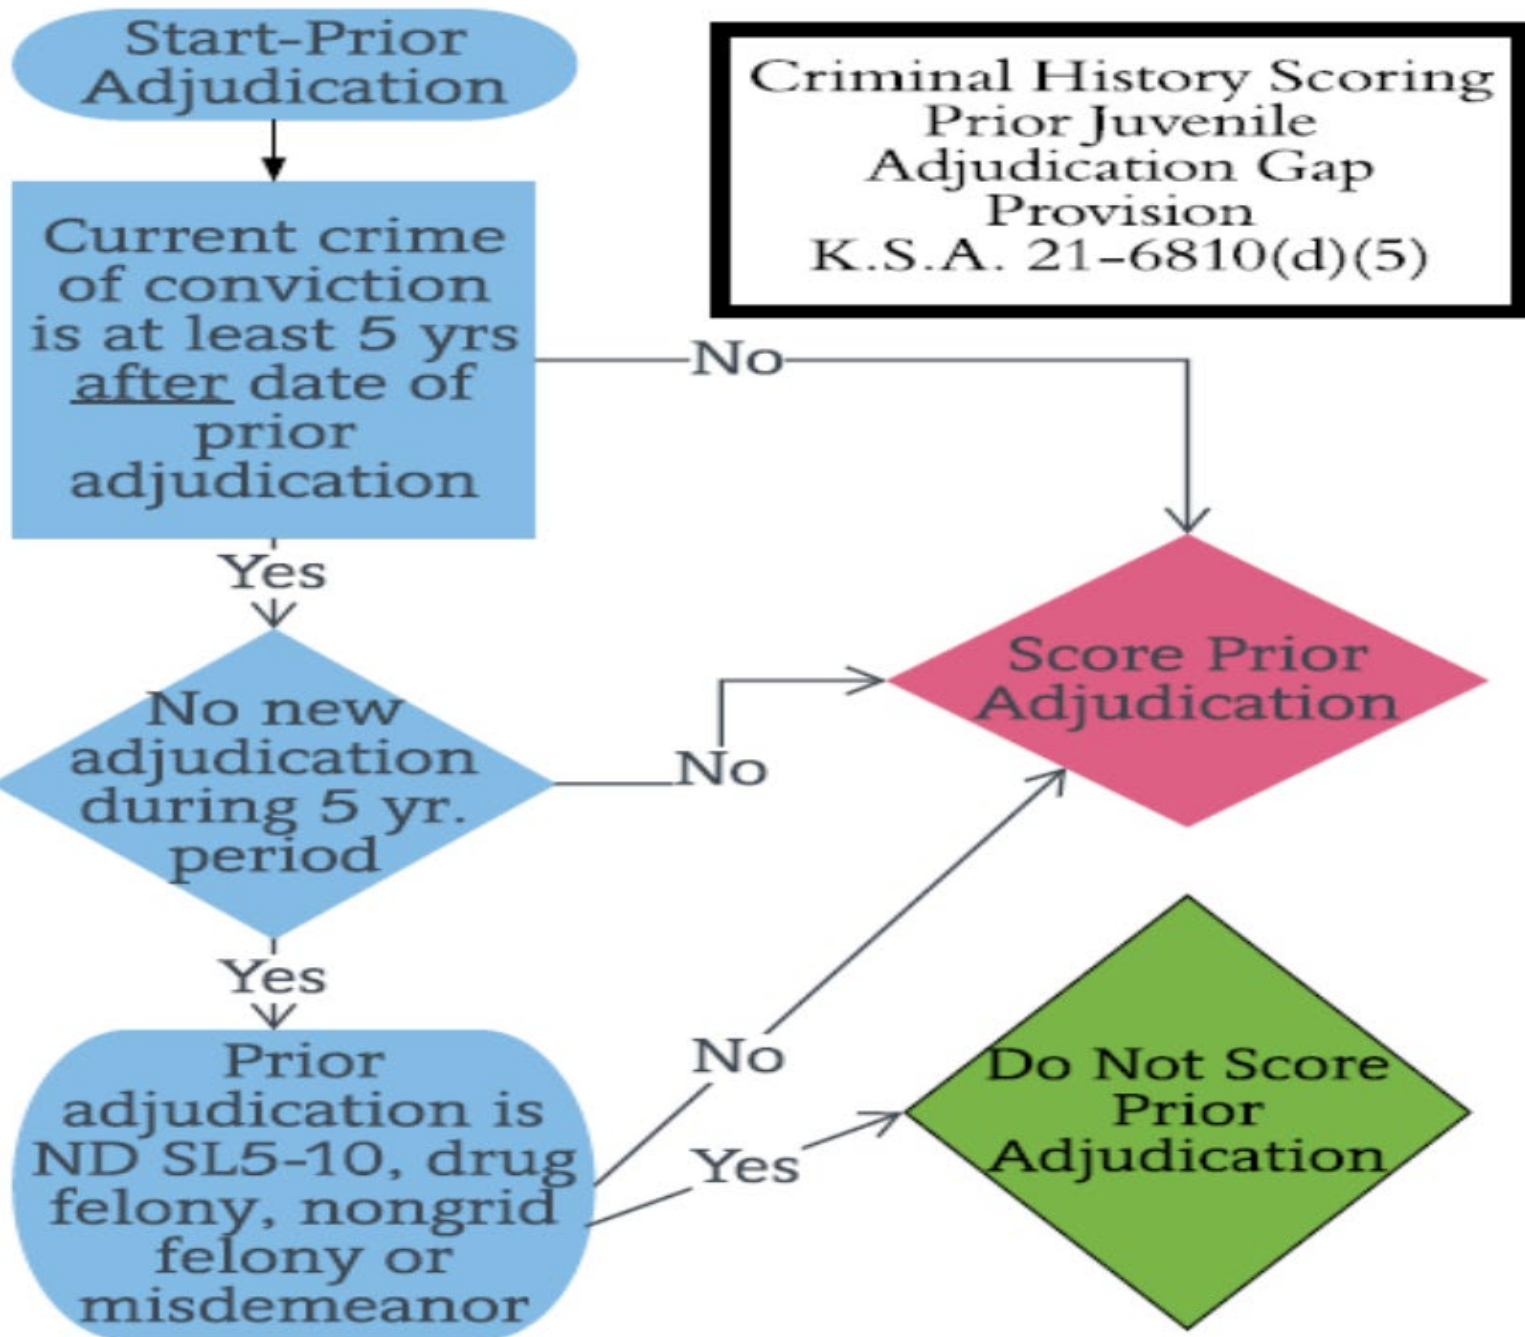 Start-Prior
Adjudication
Criminal History Scoring
Prior Juvenile
Adjudication Gap
Provision
K.S.A. 21-6810(d)(5)
Current crime
of conviction
is at least 5 yrs
after date of
prior
adjudication
No
Yes
No new
adjudication
during 5 yr.
period
No
Score Prior
Adjudication
Yes
Prior
adjudication is
ND SL5-10, drug
felony, nongrid
felony or
misdemeanor
No
Yes
Do Not Score
Prior
Adjudication